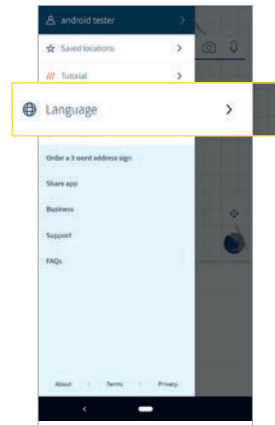 android tester
Saved locations
/// Tutorial
Language
Order a 3 word address sign
Share app
Business
Support
FAQs
About | Terms | Privacy